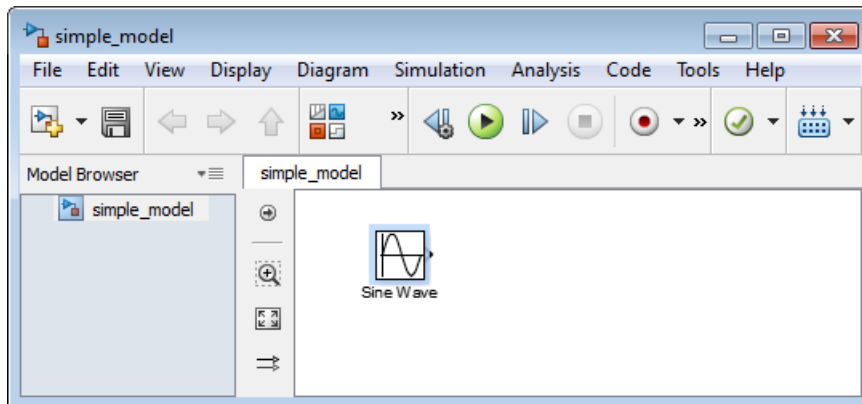 simple_model
File Edit View Display Diagram Simulation Analysis Code Tools Help
Model Browser
simple_model
simple_model
Sine Wave